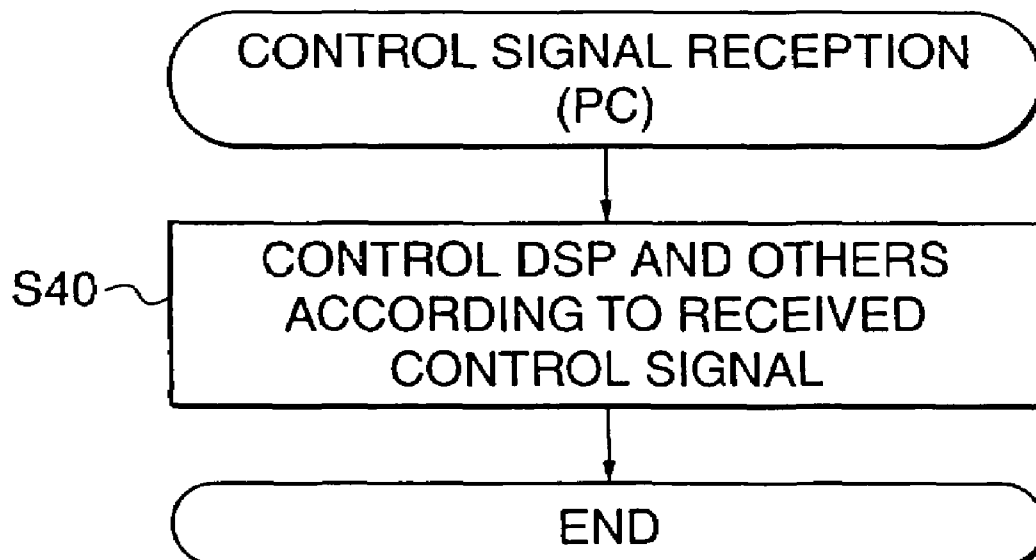 CONTROL SIGNAL RECEPTION
(PC)
S40
CONTROL DSP AND OTHERS
ACCORDING TO RECEIVED
CONTROL SIGNAL
END